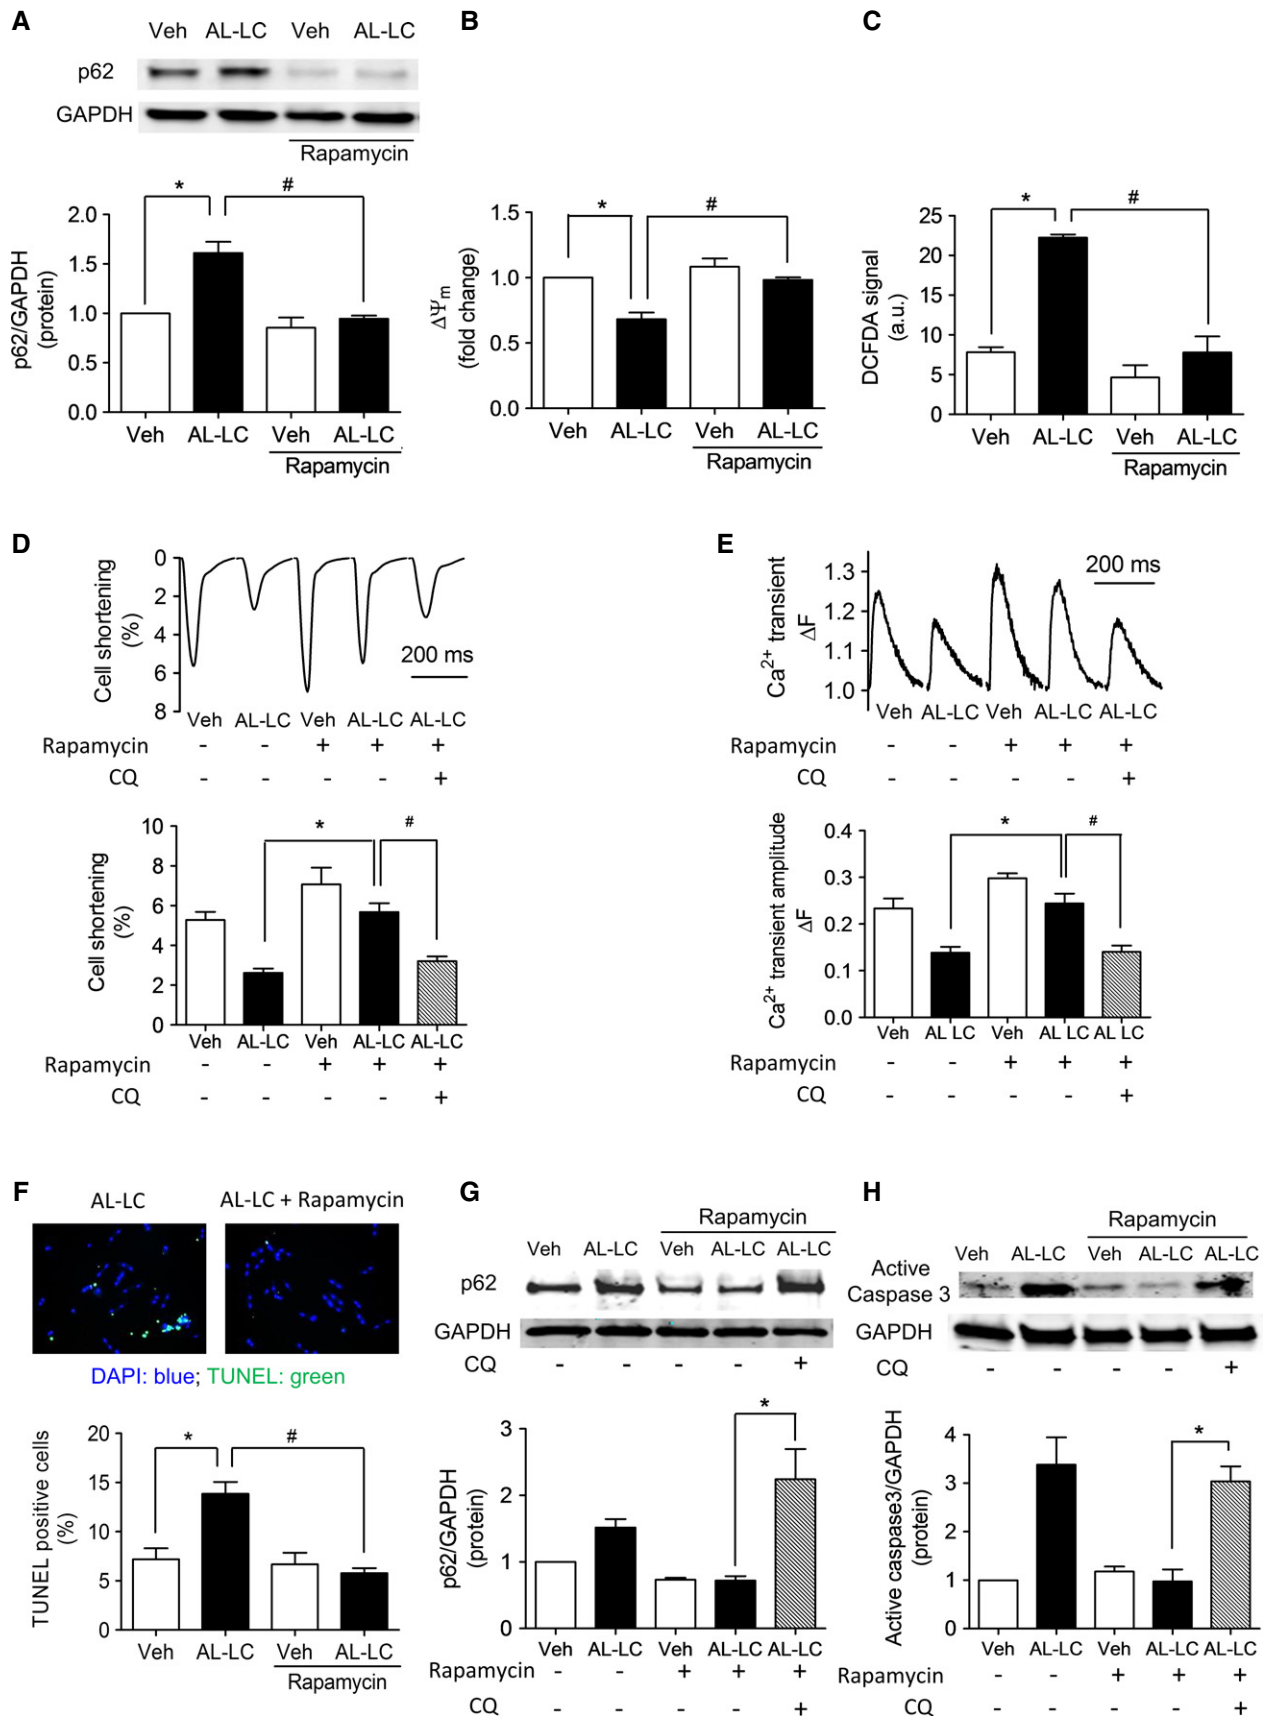 A
Veh AL-LC Veh AL-LC
p62
GAPDH
Rapamycin
* #
p62/GAPDH
(protein)
2.0
1.5
1.0
0.5
0.0
Veh AL-LC Veh AL-LC
Rapamycin
B
* #
ΔΨm
(fold change)
1.5
1.0
0.5
0.0
Veh AL-LC Veh AL-LC
Rapamycin
C
* #
DCFDA signal
(a.u.)
25
20
15
10
5
0
Veh AL-LC Veh AL-LC
Rapamycin
D
Cell shortening
(%)
0
2
4
6
8
200 ms
Veh AL-LC Veh AL-LC AL-LC
Rapamycin - - + + +
CQ - - - - +
* #
Cell shortening
(%)
10
8
6
4
2
0
Veh AL-LC Veh AL-LC AL-LC
Rapamycin - - + + +
CQ - - - - +
E
Ca2+ transient
ΔF
1.3
1.2
1.1
1.0
200 ms
Veh AL-LC Veh AL-LC AL-LC
Rapamycin - - + + +
CQ - - - - +
* #
Ca2+ transient amplitude
ΔF
0.4
0.3
0.2
0.1
0.0
Veh AL LC Veh AL LC AL LC
Rapamycin - - + + +
CQ - - - - +
F
AL-LC AL-LC + Rapamycin
DAPI: blue; TUNEL: green
* #
TUNEL positive cells
(%)
20
15
10
5
0
Veh AL-LC Veh AL-LC
Rapamycin
G
Rapamycin
Veh AL-LC Veh AL-LC AL-LC
p62
GAPDH
CQ - - - - +
*
p62/GAPDH
(protein)
3
2
1
0
Veh AL-LC Veh AL-LC AL-LC
Rapamycin - - + + +
CQ - - - - +
H
Rapamycin
Veh AL-LC Veh AL-LC AL-LC
Active
Caspase 3
GAPDH
CQ - - - - +
*
Active caspase3/GAPDH
(protein)
4
3
2
1
0
Veh AL-LC Veh AL-LC AL-LC
Rapamycin - - + + +
CQ - - - - +